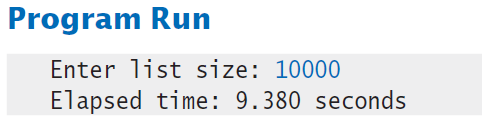 Program Run
Enter list size: 10000
Elapsed time: 9.380 seconds